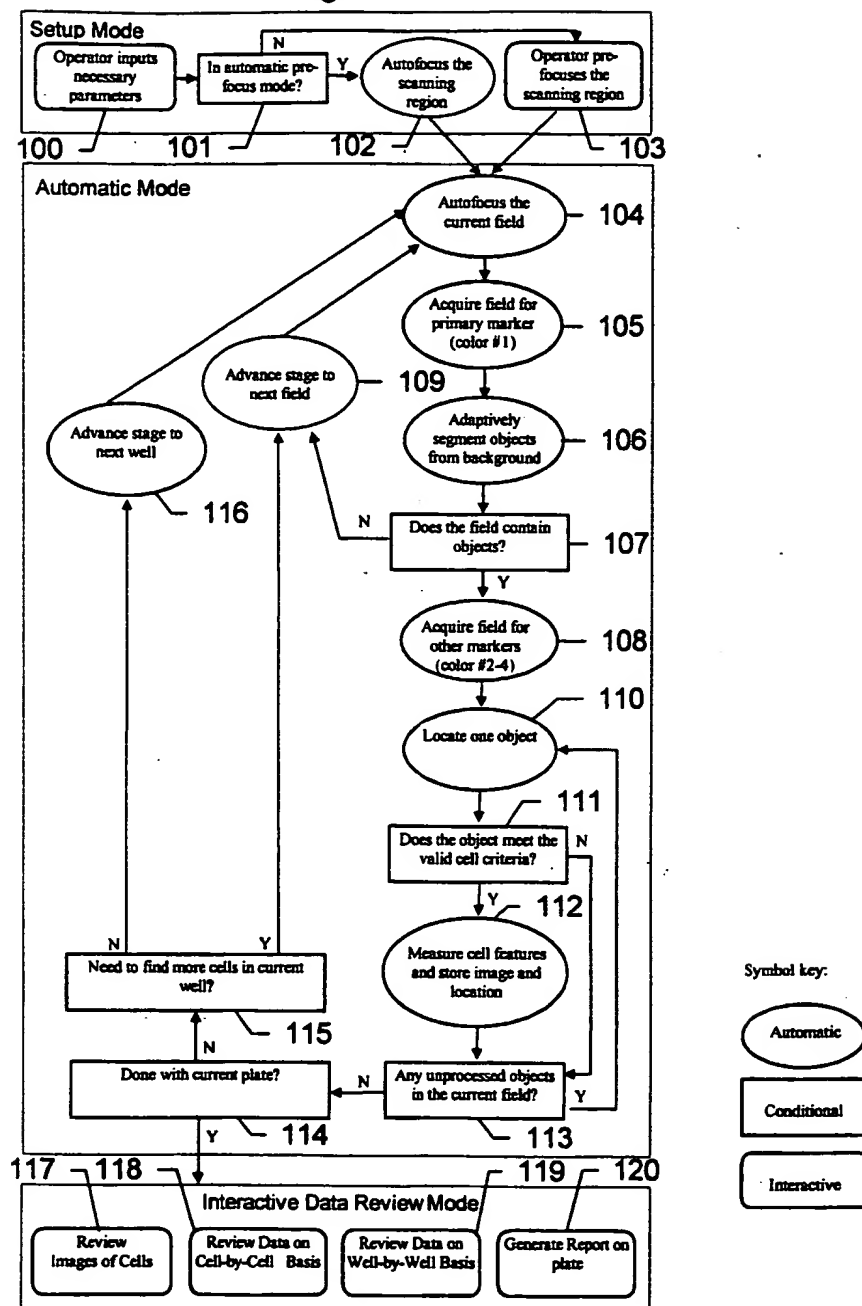 Setup Mode
Operator inputs
necessary
parameters
100
In automatic pre-
focus mode?
101
N
Y
Autofocus the
scanning
region
102
Operator pre-
focuses the
scanning region
103
Automatic Mode
Autofocus the
current field
104
Acquire field for
primary marker
(color #1)
105
Advance stage to
next field
109
Adaptively
segment objects
from background
106
Advance stage to
next well
116
N
Does the field contain
objects?
107
Y
Acquire field for
other markers
(color #2-4)
108
110
Locate one object
111
Does the object meet the
valid cell criteria?
N
Y
112
Measure cell features
and store image and
location
N
Y
Need to find more cells in current
well?
115
N
Done with current plate?
114
Y
N
Any unprocessed objects
in the current field?
Y
113
Symbol key:
Automatic
Conditional
Interactive
117
118
119
120
Interactive Data Review Mode
Review
Images of Cells
Review Data on
Cell-by-Cell Basis
Review Data on
Well-by-Well Basis
Generate Report on
plate